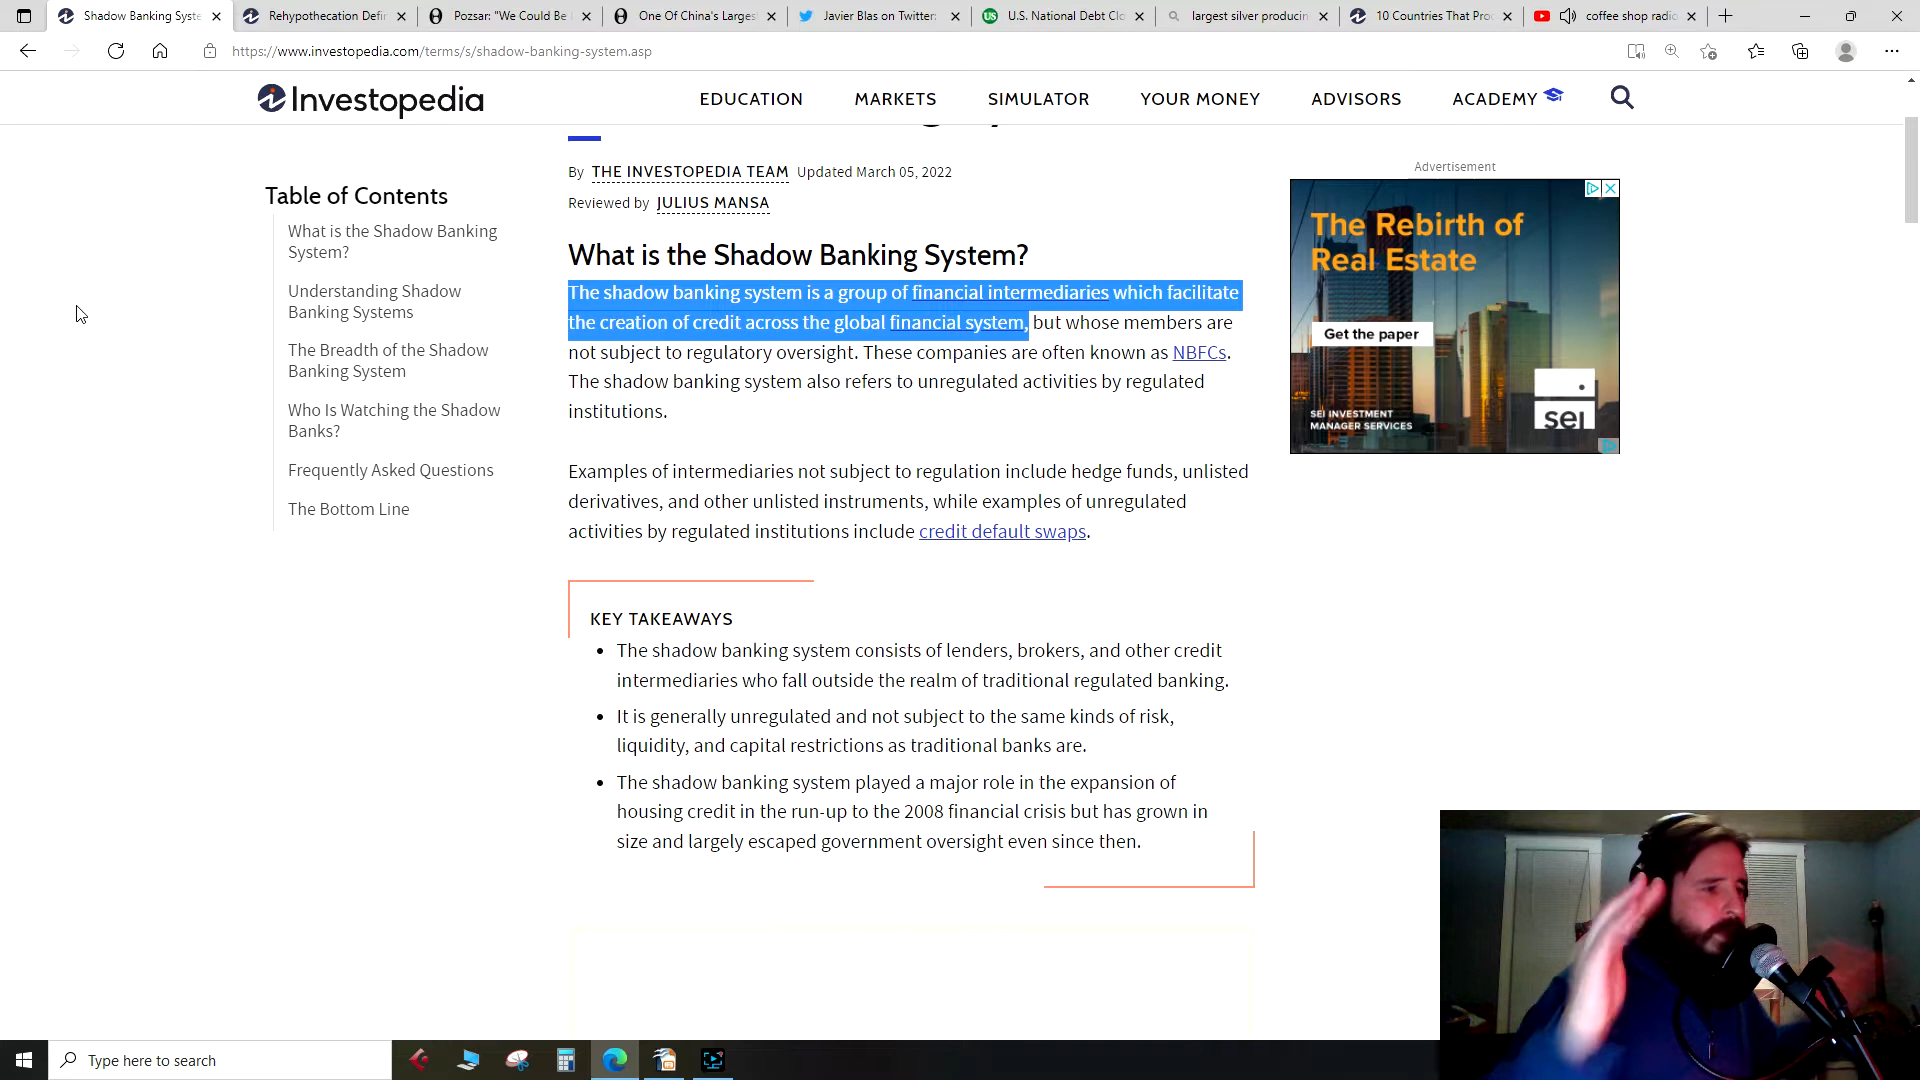 Shadow Banking Syste
Rehypothecation Defin
Pozsar: "We Could Be
One Of China's Larges
Javier Blas on Twitter:
U.S. National Debt Clo
largest silver producin
10 Countries That Pro
coffee shop radio
https://www.investopedia.com/terms/s/shadow-banking-system.asp
Investopedia
EDUCATION
MARKETS
SIMULATOR
YOUR MONEY
ADVISORS
ACADEMY
By THE INVESTOPEDIA TEAM Updated March 05, 2022
Reviewed by JULIUS MANSA
Table of Contents
What is the Shadow Banking
System?
Understanding Shadow
Banking Systems
The Breadth of the Shadow
Banking System
Who Is Watching the Shadow
Banks?
Frequently Asked Questions
The Bottom Line
What is the Shadow Banking System?
The shadow banking system is a group of financial intermediaries which facilitate
the creation of credit across the global financial system, but whose members are
not subject to regulatory oversight. These companies are often known as NBFCs.
The shadow banking system also refers to unregulated activities by regulated
institutions.
Examples of intermediaries not subject to regulation include hedge funds, unlisted
derivatives, and other unlisted instruments, while examples of unregulated
activities by regulated institutions include credit default swaps.
KEY TAKEAWAYS
• The shadow banking system consists of lenders, brokers, and other credit
intermediaries who fall outside the realm of traditional regulated banking.
• It is generally unregulated and not subject to the same kinds of risk,
liquidity, and capital restrictions as traditional banks are.
• The shadow banking system played a major role in the expansion of
housing credit in the run-up to the 2008 financial crisis but has grown in
size and largely escaped government oversight even since then.
Advertisement
The Rebirth of
Real Estate
Get the paper
SEI INVESTMENT
MANAGER SERVICES
sei
Type here to search